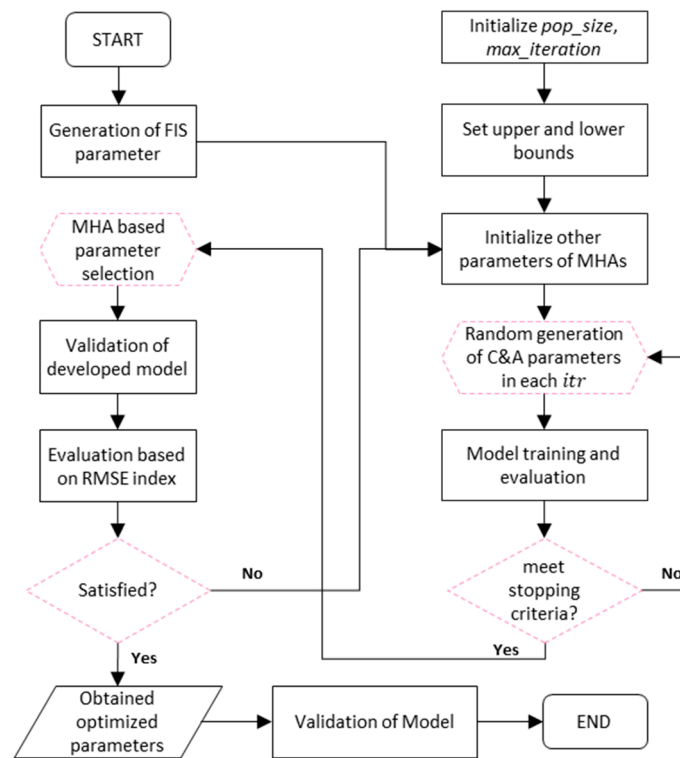 START
Generation of FIS
parameter
MHA based
parameter
selection
Validation of
developed model
Evaluation based
on RMSE index
Satisfied?
No
Yes
Obtained
optimized
parameters
Validation of Model
END
Initialize pop_size,
max_iteration
Set upper and lower
bounds
Initialize other
parameters of MHAs
Random generation
of C&A parameters
in each itr
Model training and
evaluation
meet
stopping
criteria?
No
Yes